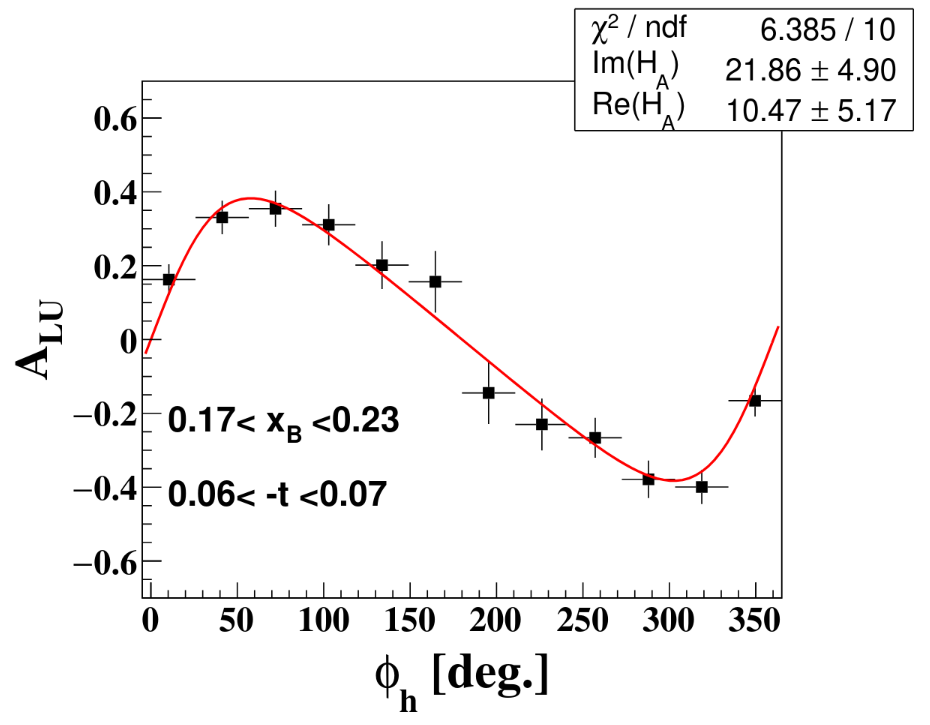 χ² / ndf 6.385 / 10
Im(H_A) 21.86 ± 4.90
Re(H_A) 10.47 ± 5.17
0.6
0.4
0.2
0
−0.2
−0.4
−0.6
A_LU
0.17< x_B <0.23
0.06< -t <0.07
0 50 100 150 200 250 300 350
ϕ_h [deg.]